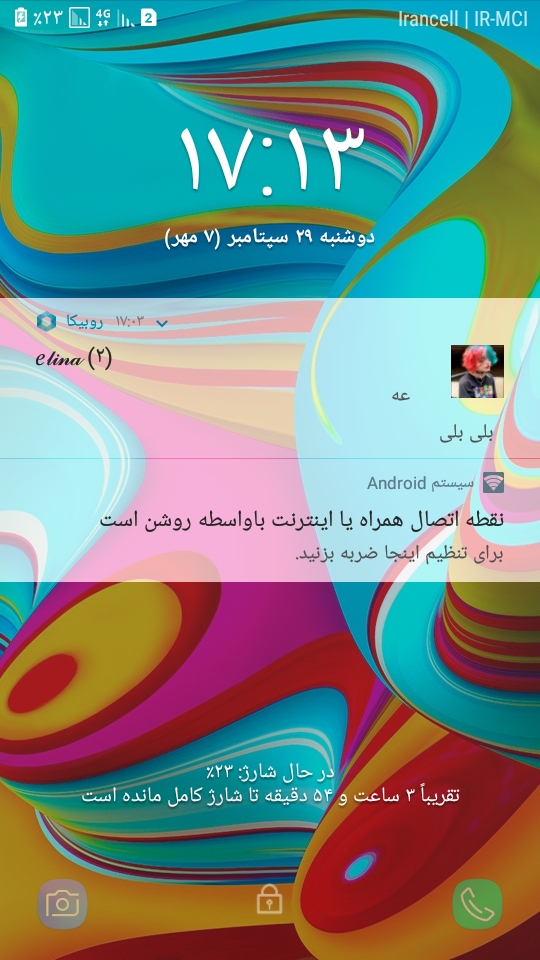 ٪۲۳ 4G 2 Irancell | IR-MCI
۱۷:۱۳
دوشنبه ۲۹ سپتامبر (۷ مهر)
روبیکا ۱۷:۰۳
elina (۲)
عه
بلی بلی
سیستم Android
نقطه اتصال همراه یا اینترنت باواسطه روشن است
برای تنظیم اینجا ضربه بزنید.
در حال شارژ: ۲۳٪
تقریباً ۳ ساعت و ۵۴ دقیقه تا شارژ کامل مانده است